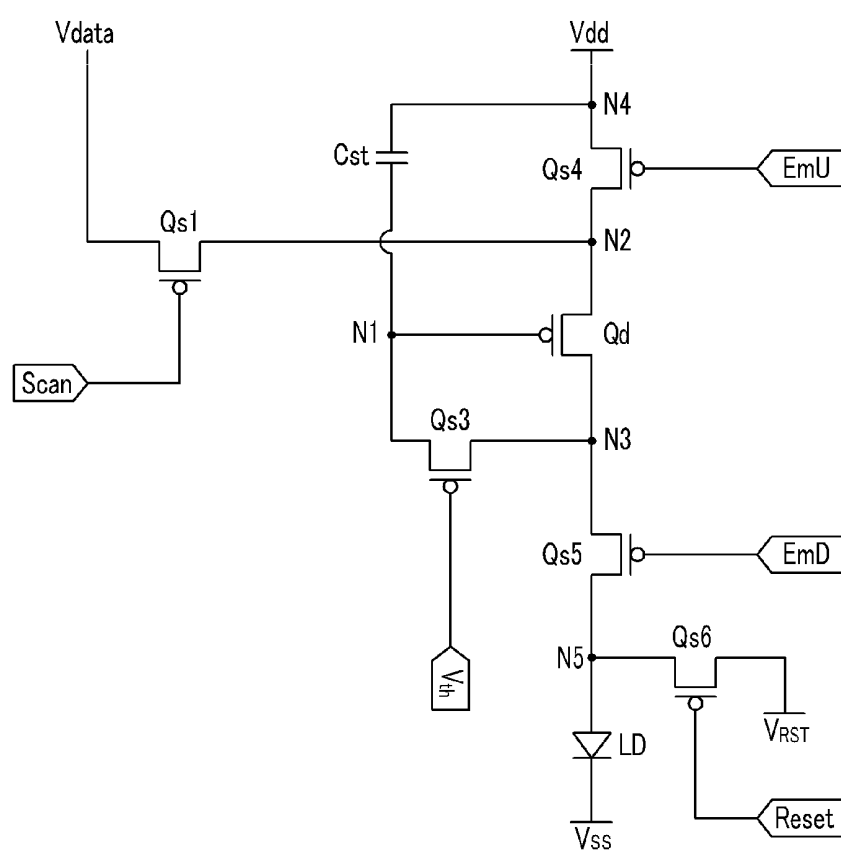 Vdata
Vdd
N4
Cst
Qs4
EmU
Qs1
N2
N1
Qd
Scan
Qs3
N3
Qs5
EmD
Qs6
N5
Vth
VRST
LD
Reset
Vss